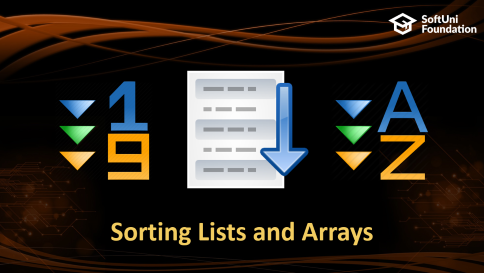 SoftUni
Foundation
1
9
A
Z
Sorting Lists and Arrays